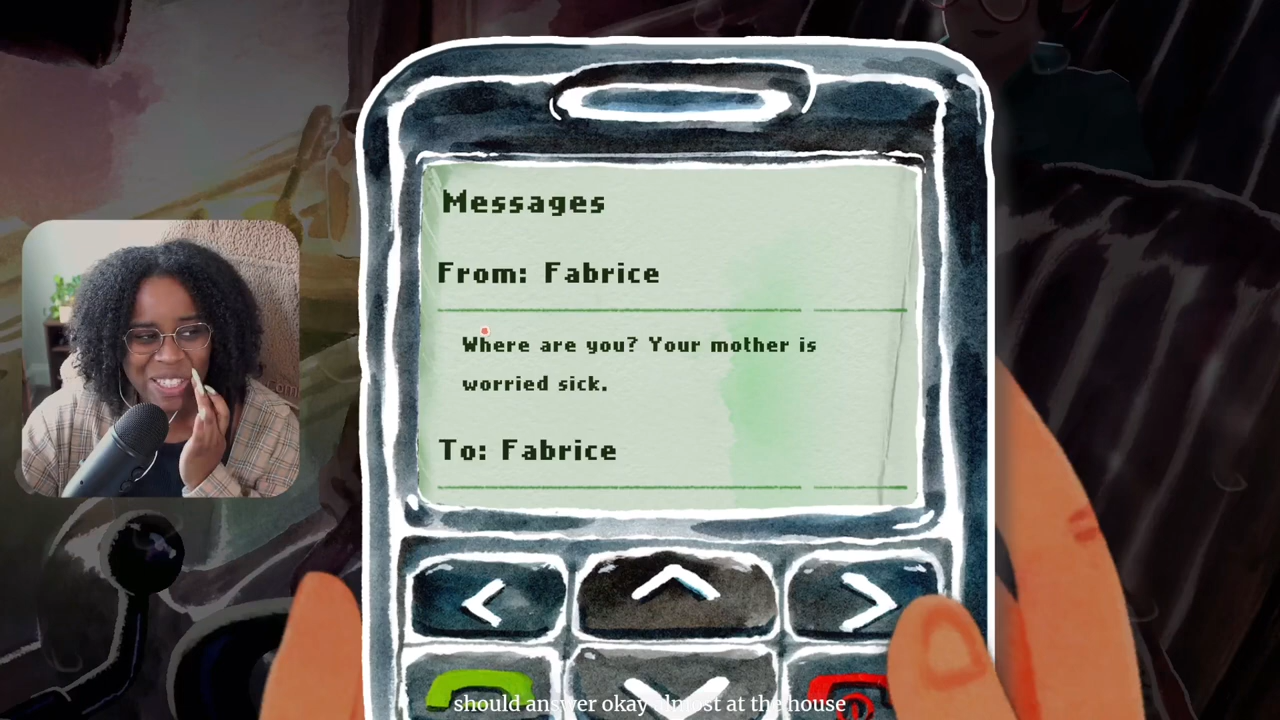 Messages
From: Fabrice
Where are you? Your mother is
worried sick.
To: Fabrice
should answer okay almost at the house